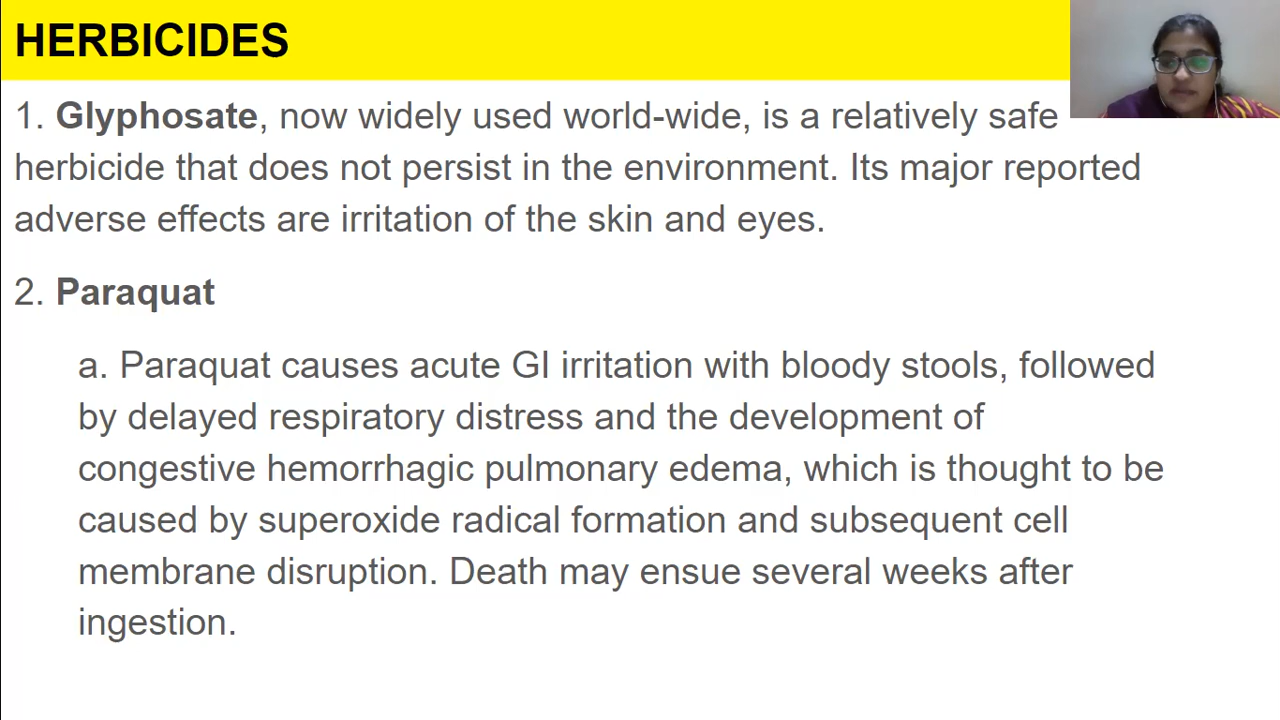 HERBICIDES
1. Glyphosate, now widely used world-wide, is a relatively safe
herbicide that does not persist in the environment. Its major reported
adverse effects are irritation of the skin and eyes.
2. Paraquat
a. Paraquat causes acute GI irritation with bloody stools, followed
by delayed respiratory distress and the development of
congestive hemorrhagic pulmonary edema, which is thought to be
caused by superoxide radical formation and subsequent cell
membrane disruption. Death may ensue several weeks after
ingestion.